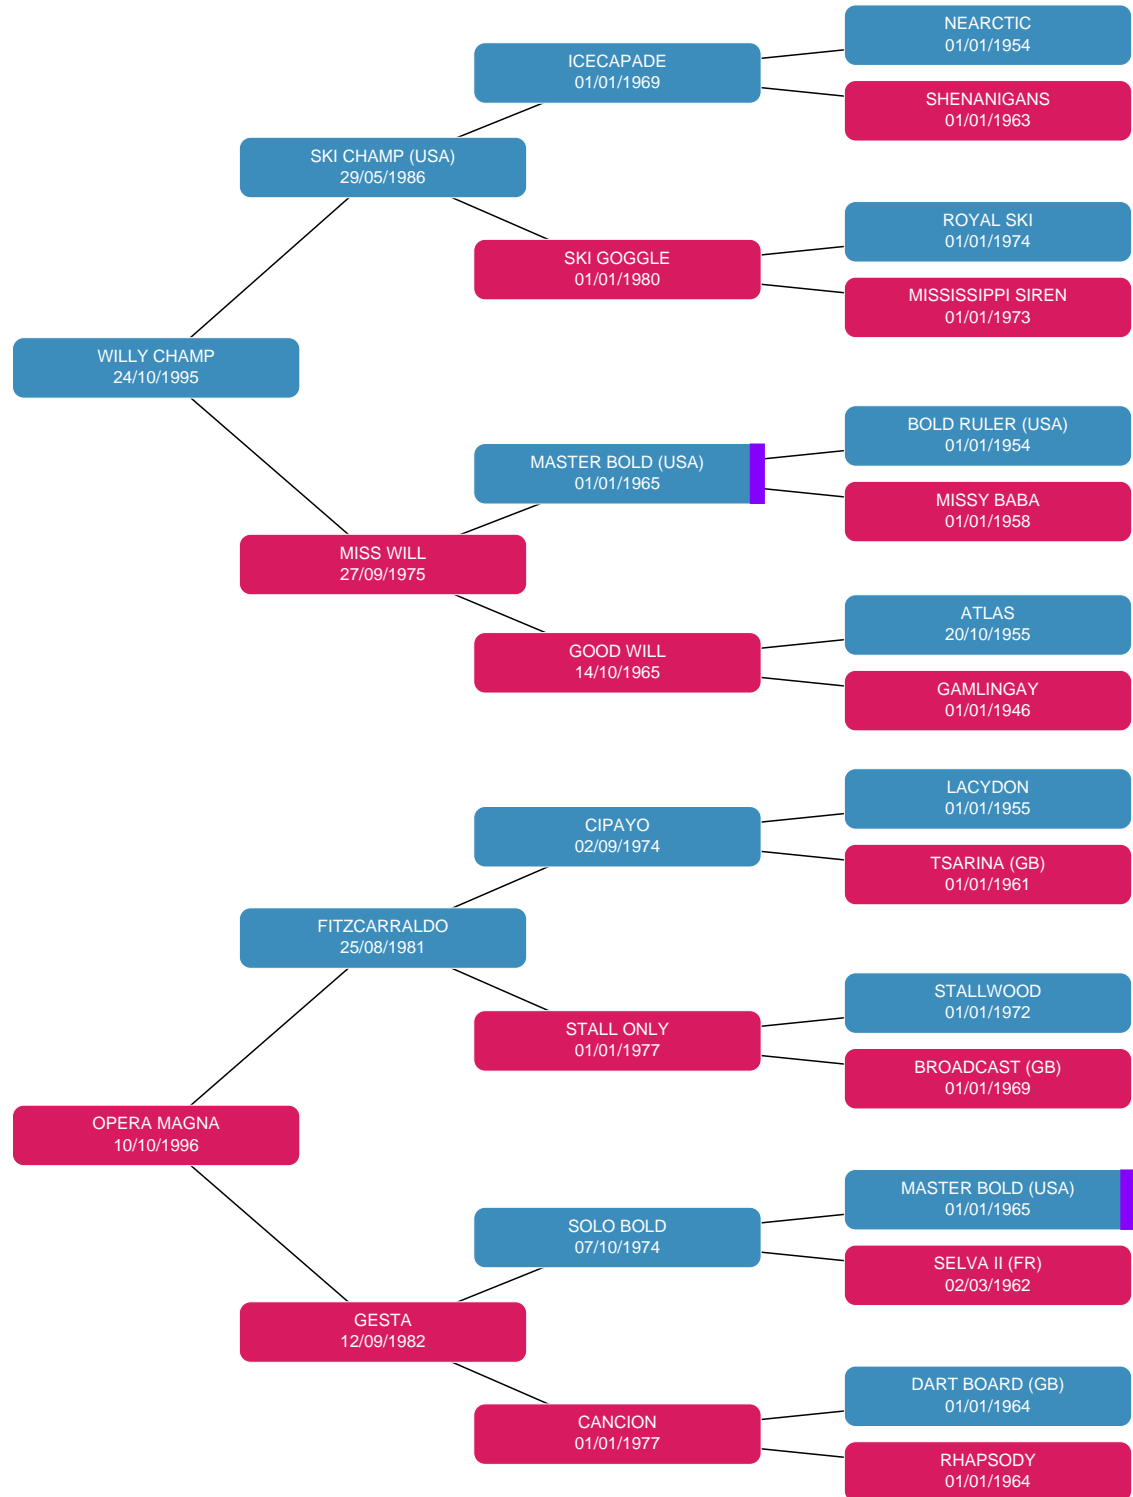 NEARCTIC
01/01/1954
ICECAPADE
01/01/1969
SHENANIGANS
01/01/1963
SKI CHAMP (USA)
29/05/1986
ROYAL SKI
01/01/1974
SKI GOGGLE
01/01/1980
MISSISSIPPI SIREN
01/01/1973
WILLY CHAMP
24/10/1995
BOLD RULER (USA)
01/01/1954
MASTER BOLD (USA)
01/01/1965
MISSY BABA
01/01/1958
MISS WILL
27/09/1975
ATLAS
20/10/1955
GOOD WILL
14/10/1965
GAMLINGAY
01/01/1946
LACYDON
01/01/1955
CIPAYO
02/09/1974
TSARINA (GB)
01/01/1961
FITZCARRALDO
25/08/1981
STALLWOOD
01/01/1972
STALL ONLY
01/01/1977
BROADCAST (GB)
01/01/1969
OPERA MAGNA
10/10/1996
MASTER BOLD (USA)
01/01/1965
SOLO BOLD
07/10/1974
SELVA II (FR)
02/03/1962
GESTA
12/09/1982
DART BOARD (GB)
01/01/1964
CANCION
01/01/1977
RHAPSODY
01/01/1964